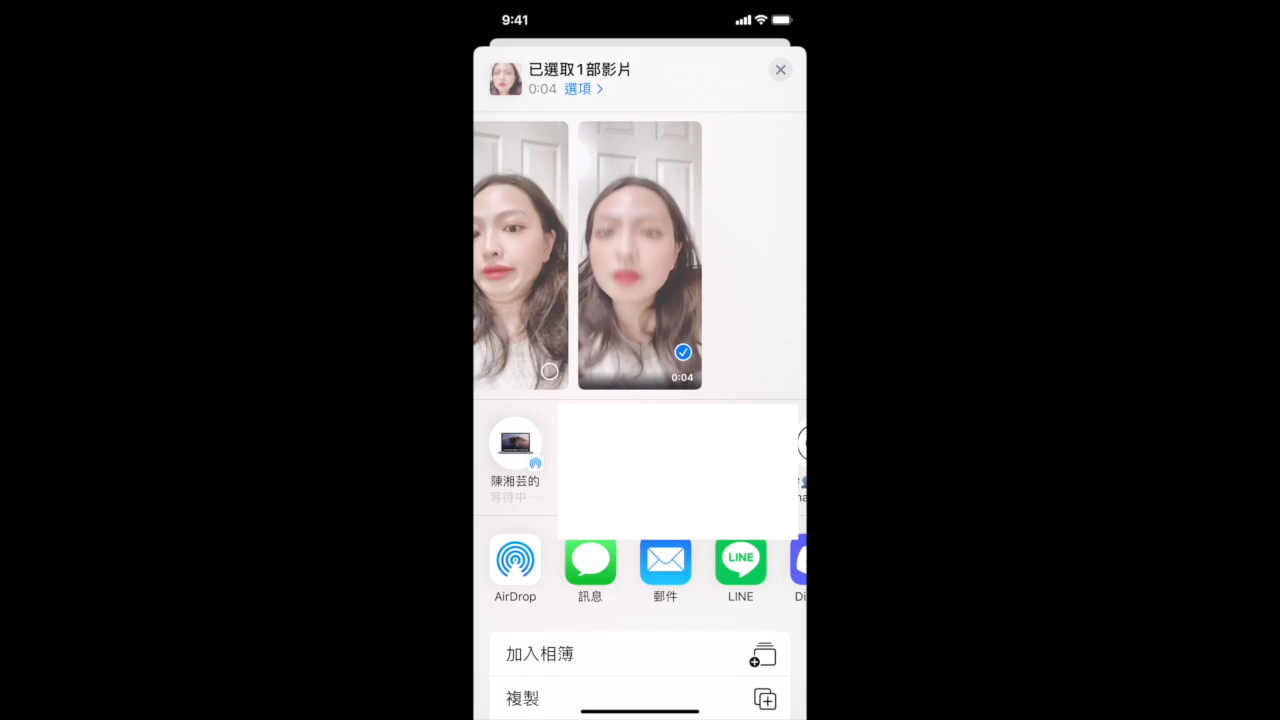 9:41
已選取1部影片
0:04 選項 >
0:04
陳湘芸的
等待中…
AirDrop
訊息
郵件
LINE
LINE
加入相簿
複製